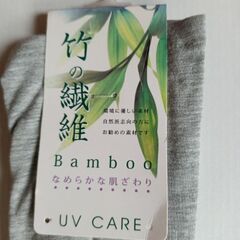 竹の繊維
環境に優しい素材
自然派志向の方に
お勧めの素材です
Bamboo
なめらかな肌ざわり
UV CARE